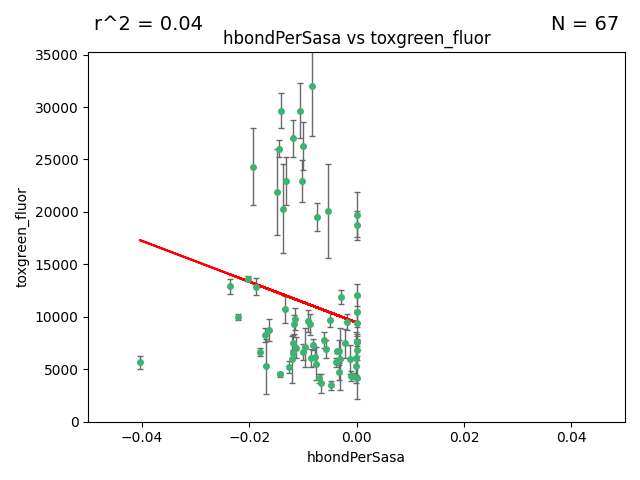 r^2 = 0.04
N = 67
hbondPerSasa vs toxgreen_fluor
35000
30000
25000
20000
15000
10000
5000
0
toxgreen_fluor
−0.04
−0.02
0.00
0.02
0.04
hbondPerSasa